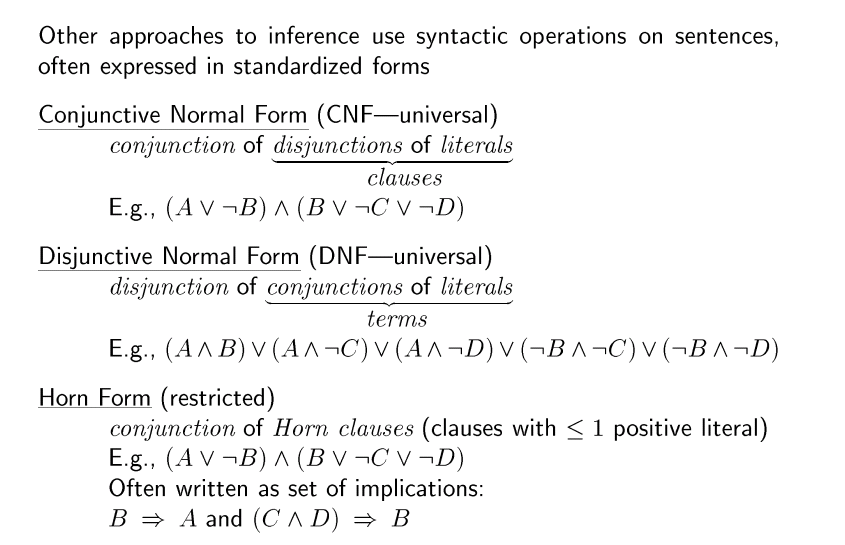 Other approaches to inference use syntactic operations on sentences,
often expressed in standardized forms
Conjunctive Normal Form (CNF—universal)
conjunction of disjunctions of literals
clauses
E.g., (A ∨ ¬B) ∧ (B ∨ ¬C ∨ ¬D)
Disjunctive Normal Form (DNF—universal)
disjunction of conjunctions of literals
terms
E.g., (A ∧ B) ∨ (A ∧ ¬C) ∨ (A ∧ ¬D) ∨ (¬B ∧ ¬C) ∨ (¬B ∧ ¬D)
Horn Form (restricted)
conjunction of Horn clauses (clauses with ≤ 1 positive literal)
E.g., (A ∨ ¬B) ∧ (B ∨ ¬C ∨ ¬D)
Often written as set of implications:
B ⇒ A and (C ∧ D) ⇒ B